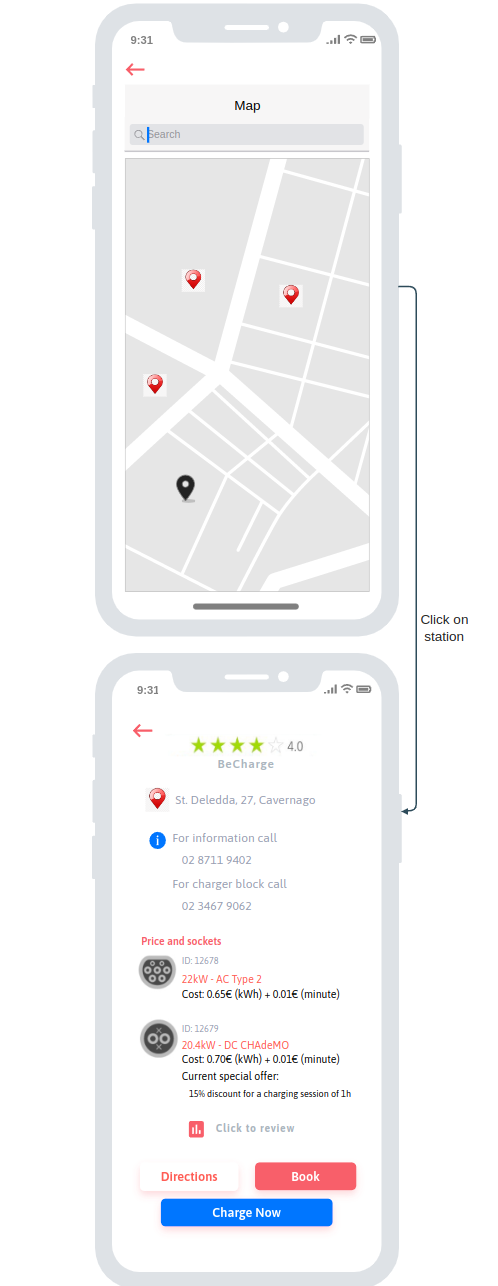 9:31
Map
Search
Click on
station
9:31
4.0
BeCharge
St. Deledda, 27, Cavernago
i
For information call
02 8711 9402
For charger block call
02 3467 9062
Price and sockets
ID: 12678
22kW - AC Type 2
Cost: 0.65€ (kWh) + 0.01€ (minute)
ID: 12679
20.4kW - DC CHAdeMO
Cost: 0.70€ (kWh) + 0.01€ (minute)
Current special offer:
15% discount for a charging session of 1h
Click to review
Directions
Book
Charge Now